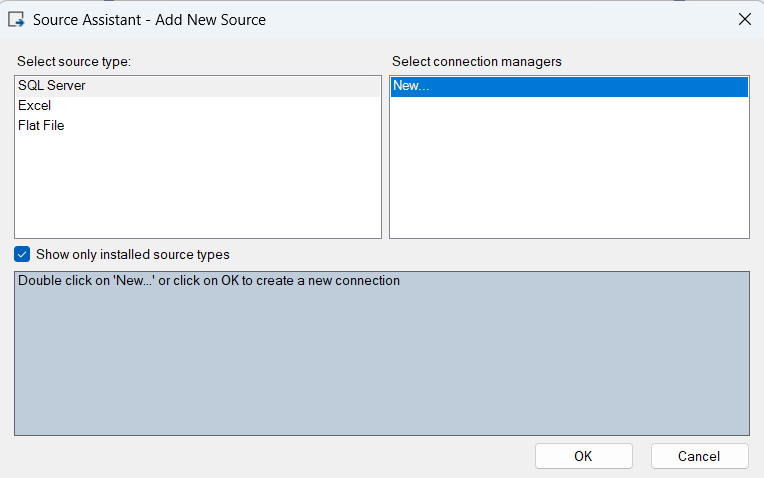 Source Assistant - Add New Source
Select source type:
Select connection managers
SQL Server
Excel
Flat File
New...
Show only installed source types
Double click on 'New...' or click on OK to create a new connection
OK
Cancel